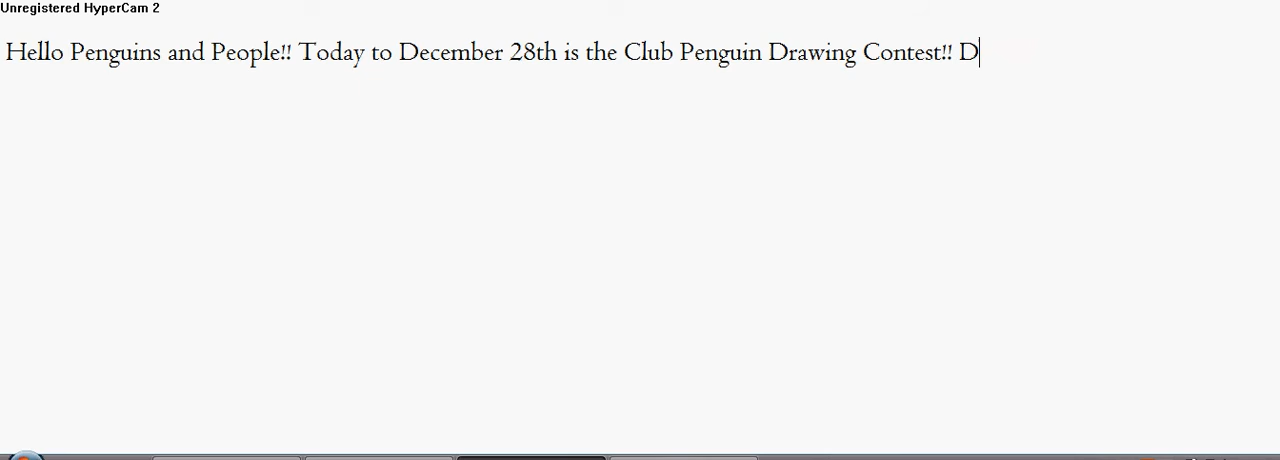 Unregistered HyperCam 2
Hello Penguins and People!! Today to December 28th is the Club Penguin Drawing Contest!! D